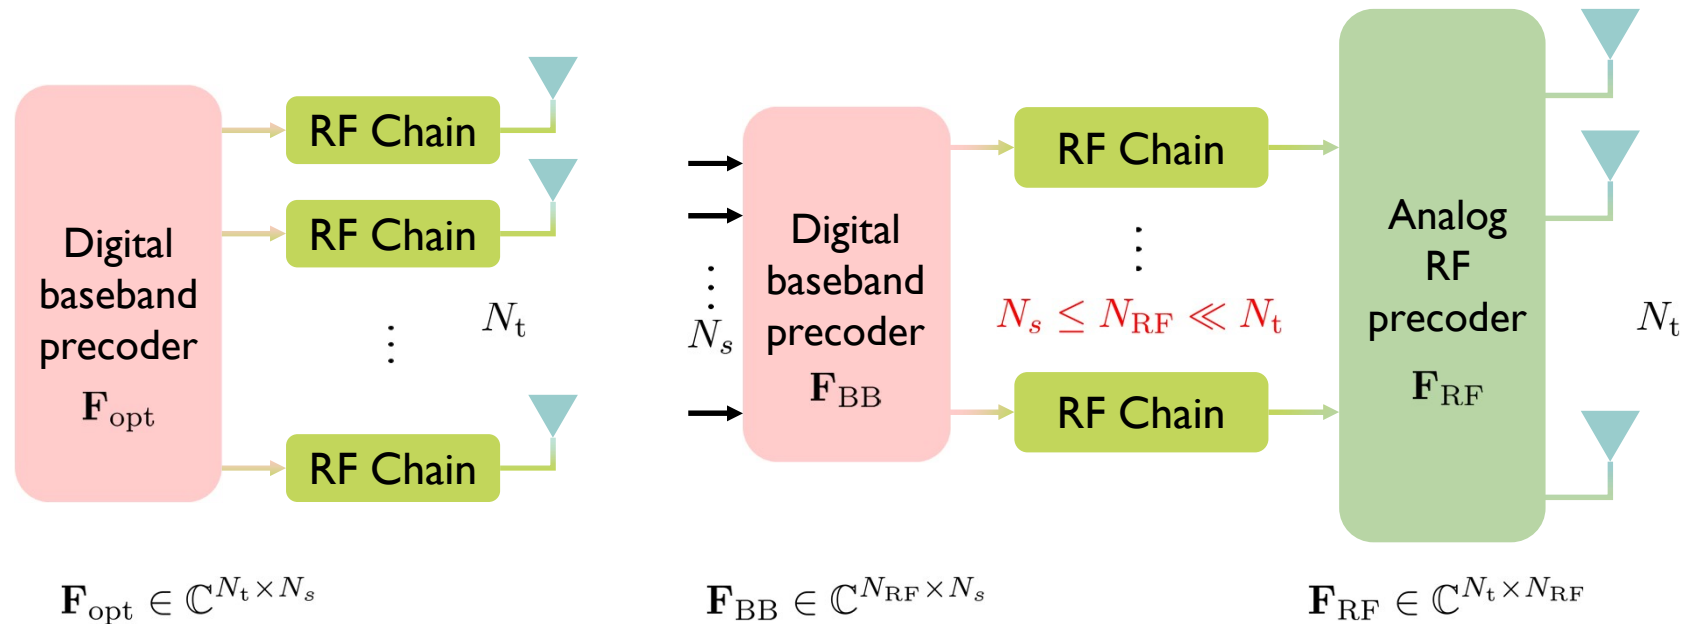 Digital
baseband
precoder
F_opt
RF Chain
RF Chain
⋮
RF Chain
N_t
⋮
N_s
Digital
baseband
precoder
F_BB
RF Chain
⋮
N_s ≤ N_RF ≪ N_t
RF Chain
Analog
RF
precoder
F_RF
N_t
F_opt ∈ ℂ^{N_t×N_s}
F_BB ∈ ℂ^{N_RF×N_s}
F_RF ∈ ℂ^{N_t×N_RF}